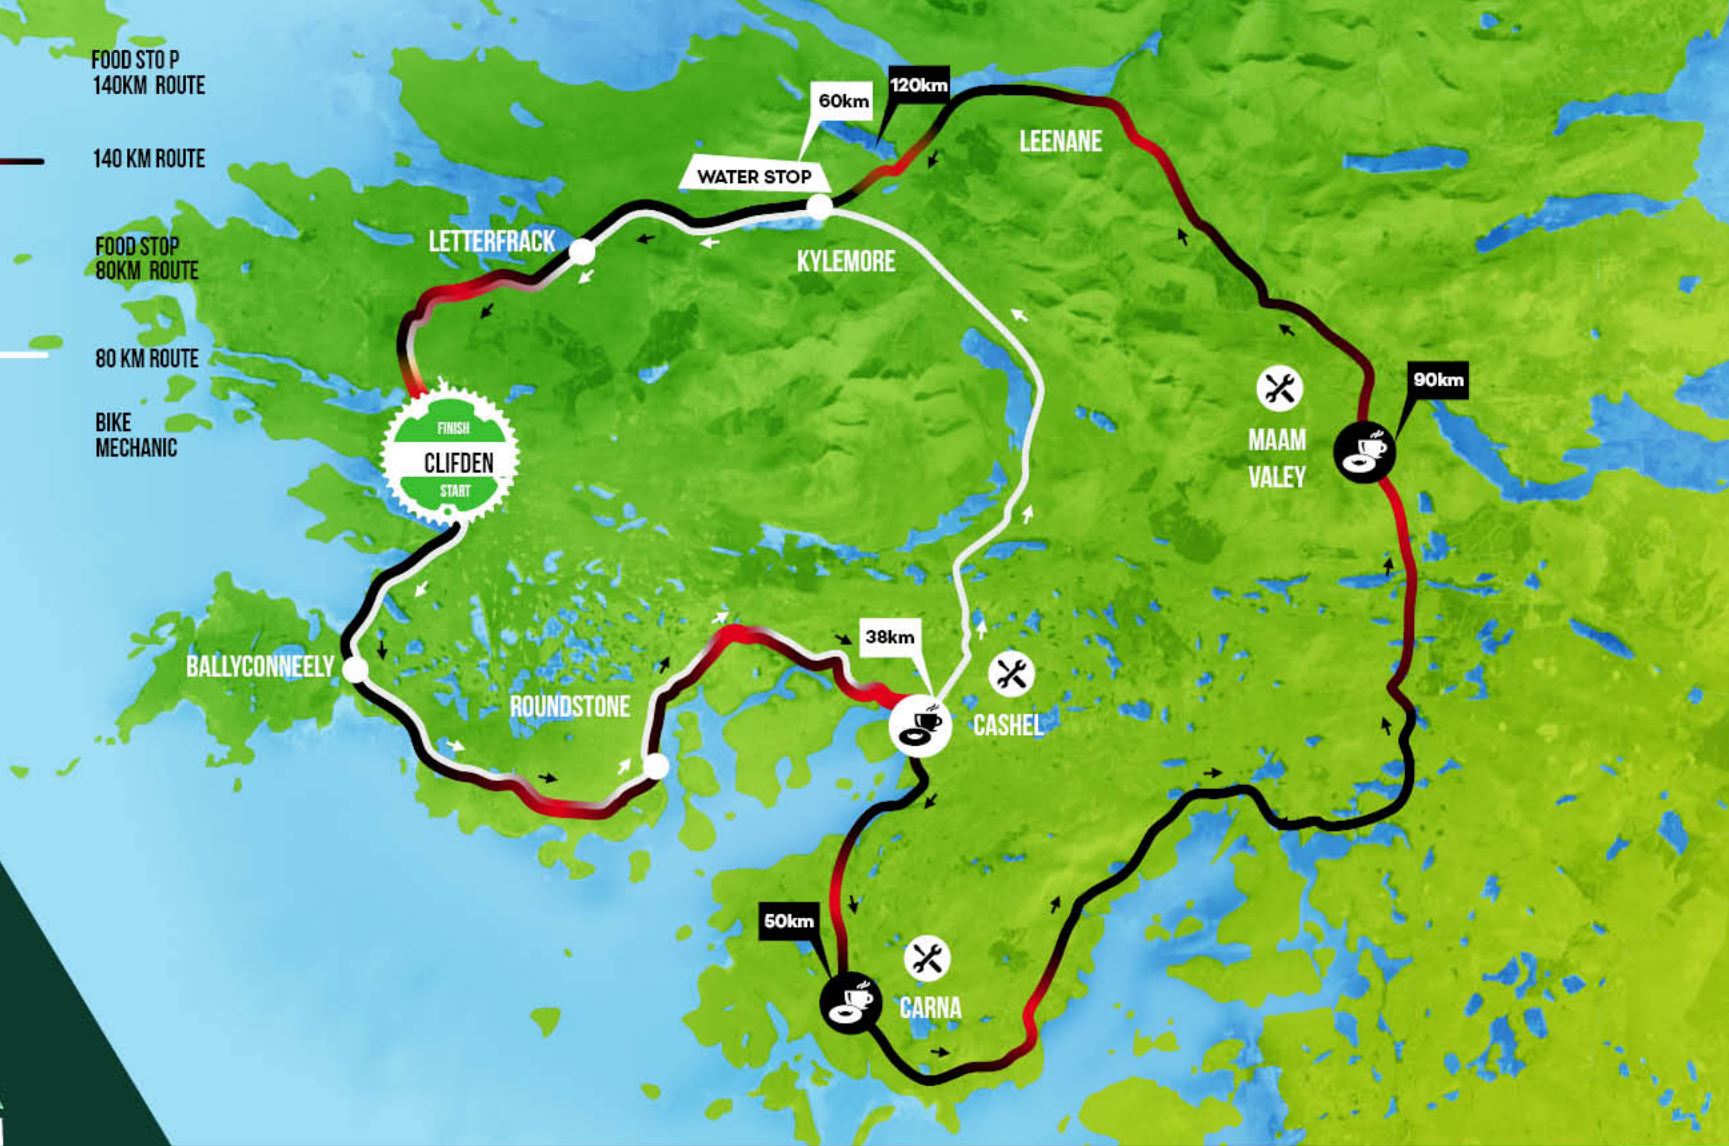 FOOD STO P
140KM ROUTE
140 KM ROUTE
FOOD STOP
80KM ROUTE
80 KM ROUTE
BIKE
MECHANIC
60km
120km
WATER STOP
LEENANE
LETTERFRACK
KYLEMORE
90km
MAAM
VALEY
FINISH
CLIFDEN
START
38km
BALLYCONNEELY
ROUNDSTONE
CASHEL
50km
CARNA